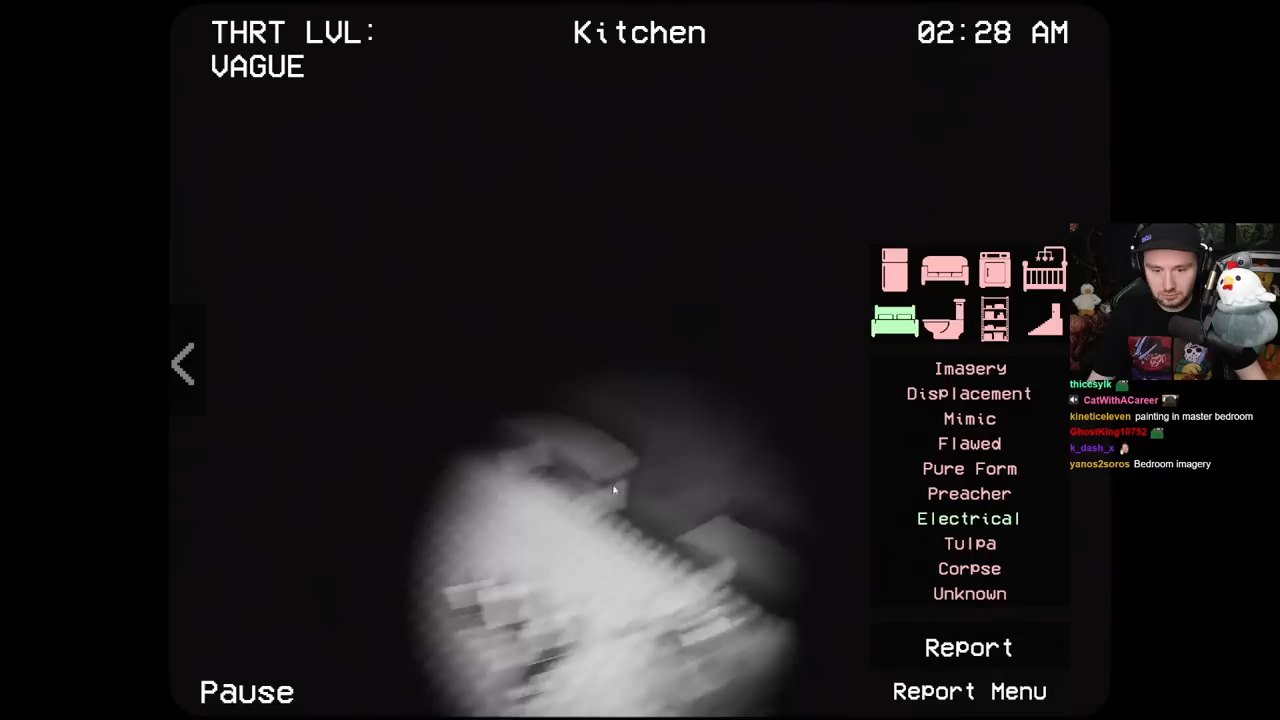 THRT LVL:
VAGUE
Kitchen
02:28 AM
Imagery
Displacement
Mimic
Flawed
Pure Form
Preacher
Electrical
Tulpa
Corpse
Unknown
Report
Report Menu
Pause
thicesylk
CatWithACareer
kineticeleven painting in master bedroom
GhostKing10752
k_dash_x
yanos2soros Bedroom imagery